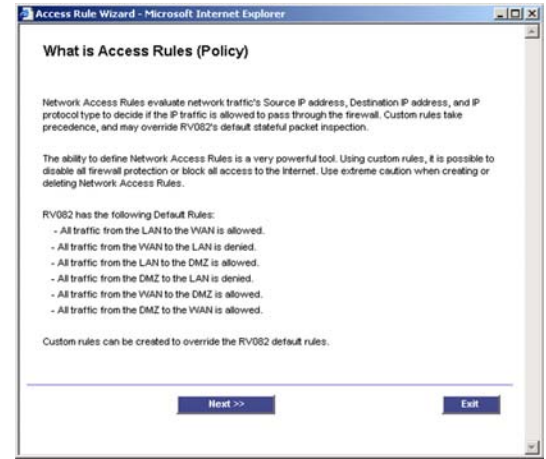 Access Rule Wizard - Microsoft Internet Explorer
What is Access Rules (Policy)
Network Access Rules evaluate network traffic's Source IP address, Destination IP address, and IP
protocol type to decide if the IP traffic is allowed to pass through the firewall. Custom rules take
precedence, and may override RV082's default stateful packet inspection.
The ability to define Network Access Rules is a very powerful tool. Using custom rules, it is possible to
disable all firewall protection or block all access to the Internet. Use extreme caution when creating or
deleting Network Access Rules.
RV082 has the following Default Rules:
- All traffic from the LAN to the WAN is allowed.
- All traffic from the WAN to the LAN is denied.
- All traffic from the LAN to the DMZ is allowed.
- All traffic from the DMZ to the LAN is denied.
- All traffic from the WAN to the DMZ is allowed.
- All traffic from the DMZ to the WAN is allowed.
Custom rules can be created to override the RV082 default rules.
Next >>
Exit